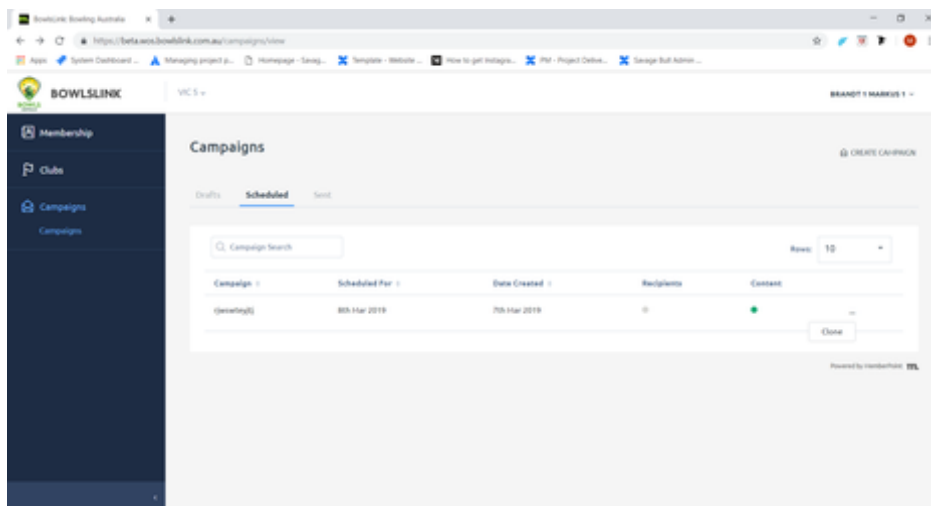 BowlsLink: Bowling Australia
https://beta.wos.bowlslink.com.au/campaigns/view
Apps System Dashboard ... Managing project p... Homepage - Savag... Template - Website ... How to get Instagra... PM - Project Delive... Savage Bull Admin ...
BOWLSLINK VIC 5 BRANDT 1 MARKUS 1
Membership
Campaigns
CREATE CAMPAIGN
Clubs
Drafts Scheduled Sent
Campaigns
Campaigns
Campaign Search Rows: 10
Campaign Scheduled For Date Created Recipients Content
8th Mar 2019 7th Mar 2019
Clone
Powered by MemberPoint